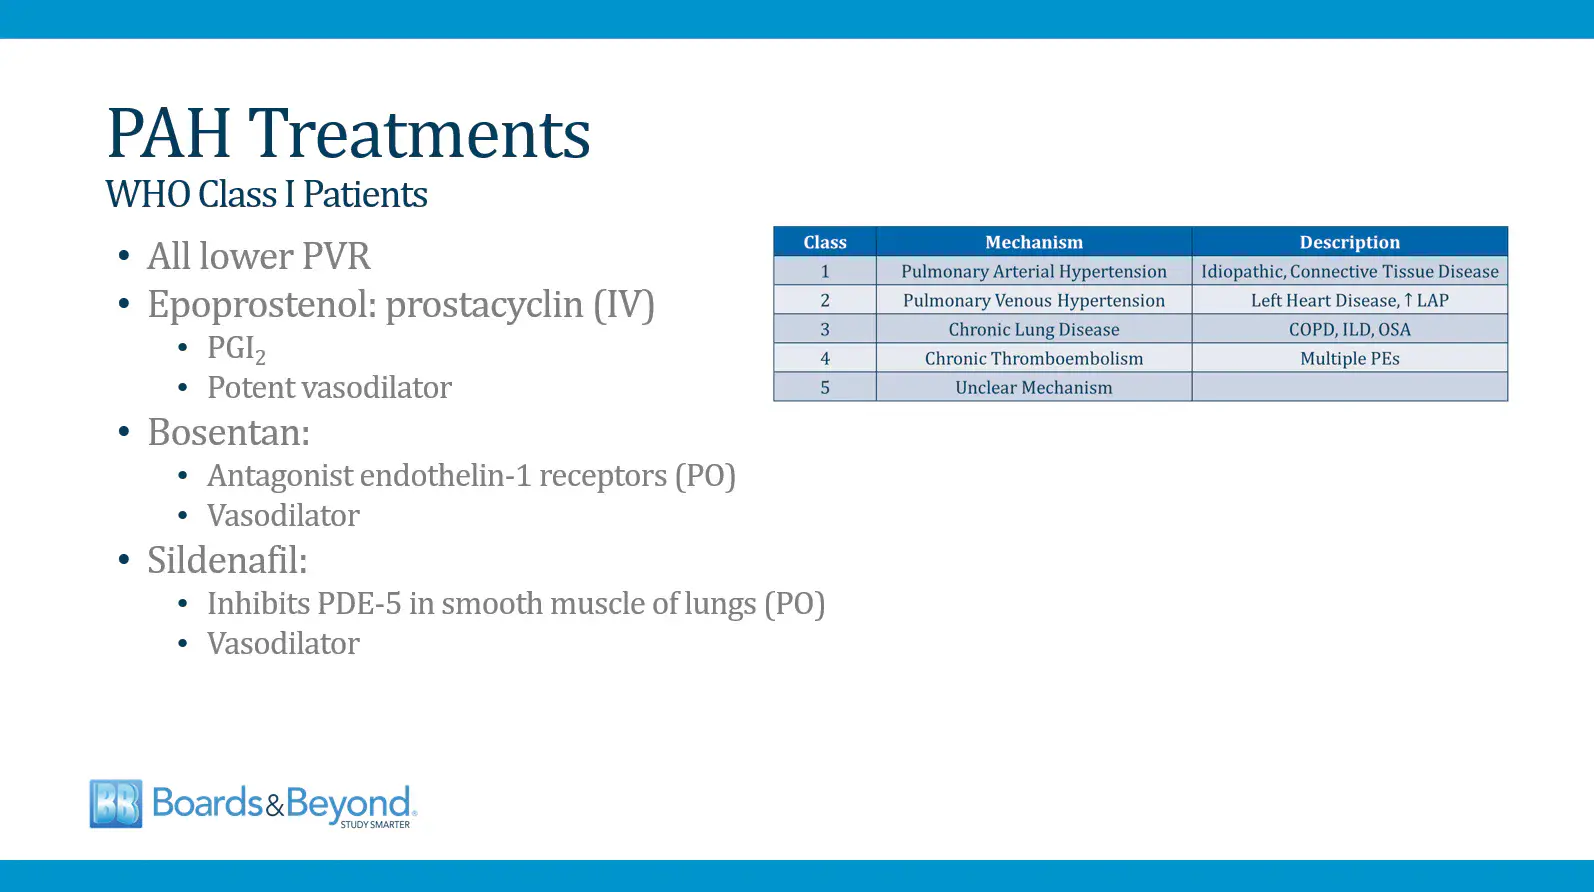 PAH Treatments
WHO Class I Patients
• All lower PVR
• Epoprostenol: prostacyclin (IV)
• PGI₂
• Potent vasodilator
• Bosentan:
• Antagonist endothelin-1 receptors (PO)
• Vasodilator
• Sildenafil:
• Inhibits PDE-5 in smooth muscle of lungs (PO)
• Vasodilator
Class Mechanism Description
1 Pulmonary Arterial Hypertension Idiopathic, Connective Tissue Disease
2 Pulmonary Venous Hypertension Left Heart Disease, ↑ LAP
3 Chronic Lung Disease COPD, ILD, OSA
4 Chronic Thromboembolism Multiple PEs
5 Unclear Mechanism
BB Boards&Beyond®
STUDY SMARTER